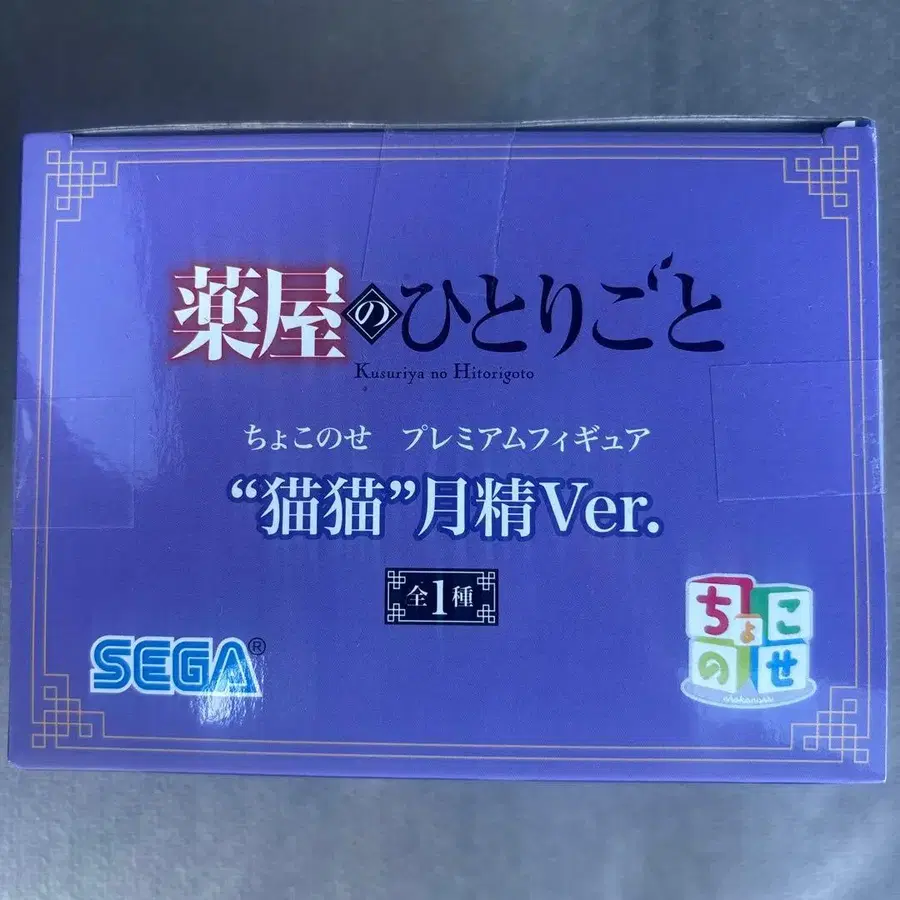 薬屋のひとりごと
Kusuriya no Hitorigoto
ちょこのせ　プレミアムフィギュア
“猫猫”月精Ver.
全1種
SEGA®
ちょこ
のせ
chokonose